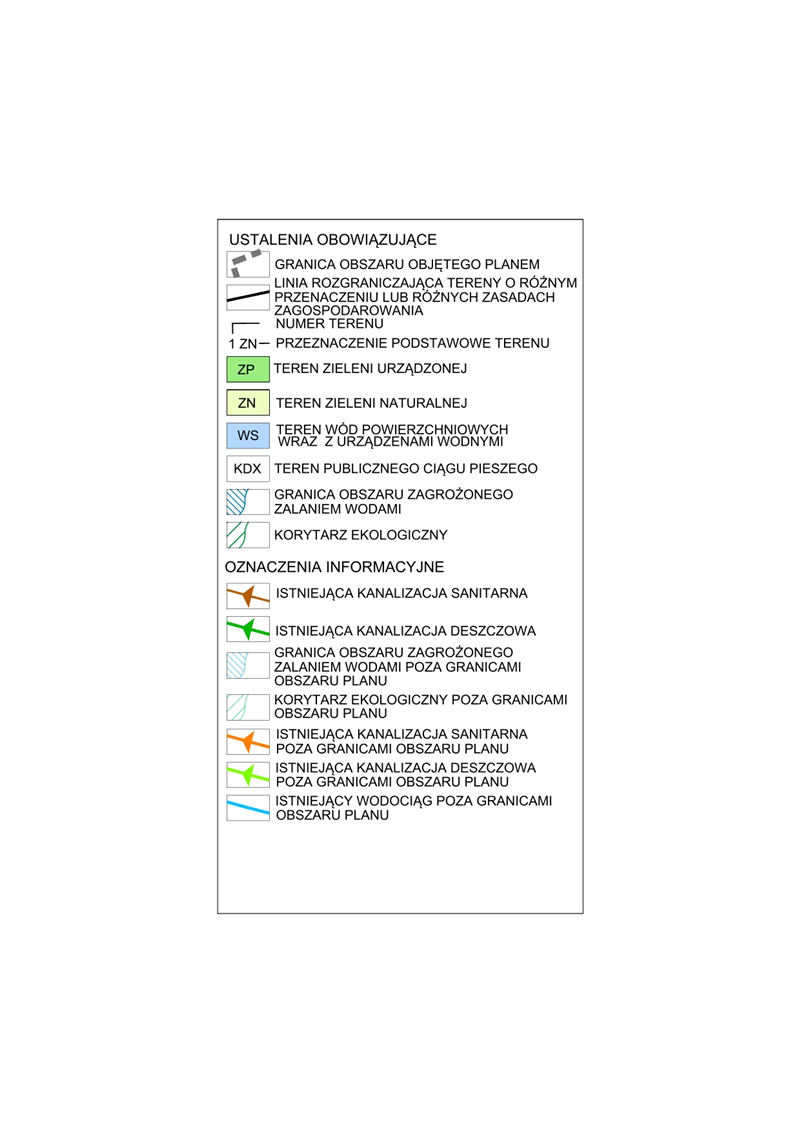 USTALENIA OBOWIĄZUJĄCE
GRANICA OBSZARU OBJĘTEGO PLANEM
LINIA ROZGRANICZAJĄCA TERENY O RÓŻNYM
PRZENACZENIU LUB RÓŻNYCH ZASADACH
ZAGOSPODAROWANIA
NUMER TERENU
1 ZN PRZEZNACZENIE PODSTAWOWE TERENU
ZP TEREN ZIELENI URZĄDZONEJ
ZN TEREN ZIELENI NATURALNEJ
WS TEREN WÓD POWIERZCHNIOWYCH
WRAZ Z URZĄDZENAMI WODNYMI
KDX TEREN PUBLICZNEGO CIĄGU PIESZEGO
GRANICA OBSZARU ZAGROŻONEGO
ZALANIEM WODAMI
KORYTARZ EKOLOGICZNY
OZNACZENIA INFORMACYJNE
ISTNIEJĄCA KANALIZACJA SANITARNA
ISTNIEJĄCA KANALIZACJA DESZCZOWA
GRANICA OBSZARU ZAGROŻONEGO
ZALANIEM WODAMI POZA GRANICAMI
OBSZARU PLANU
KORYTARZ EKOLOGICZNY POZA GRANICAMI
OBSZARU PLANU
ISTNIEJĄCA KANALIZACJA SANITARNA
POZA GRANICAMI OBSZARU PLANU
ISTNIEJĄCA KANALIZACJA DESZCZOWA
POZA GRANICAMI OBSZARU PLANU
ISTNIEJĄCY WODOCIĄG POZA GRANICAMI
OBSZARU PLANU